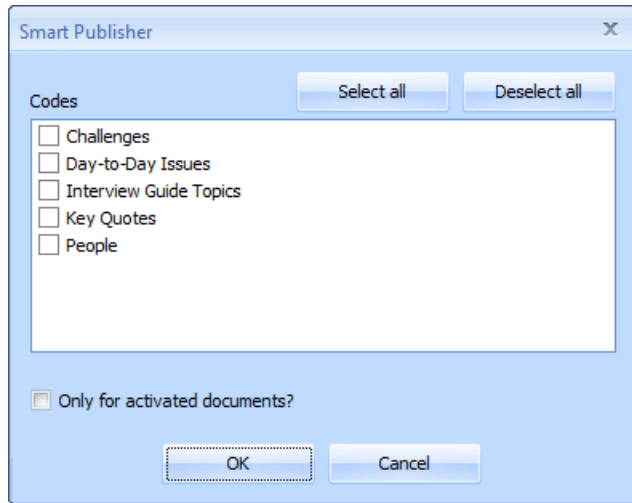 Smart Publisher
Codes
Select all
Deselect all
Challenges
Day-to-Day Issues
Interview Guide Topics
Key Quotes
People
Only for activated documents?
OK
Cancel